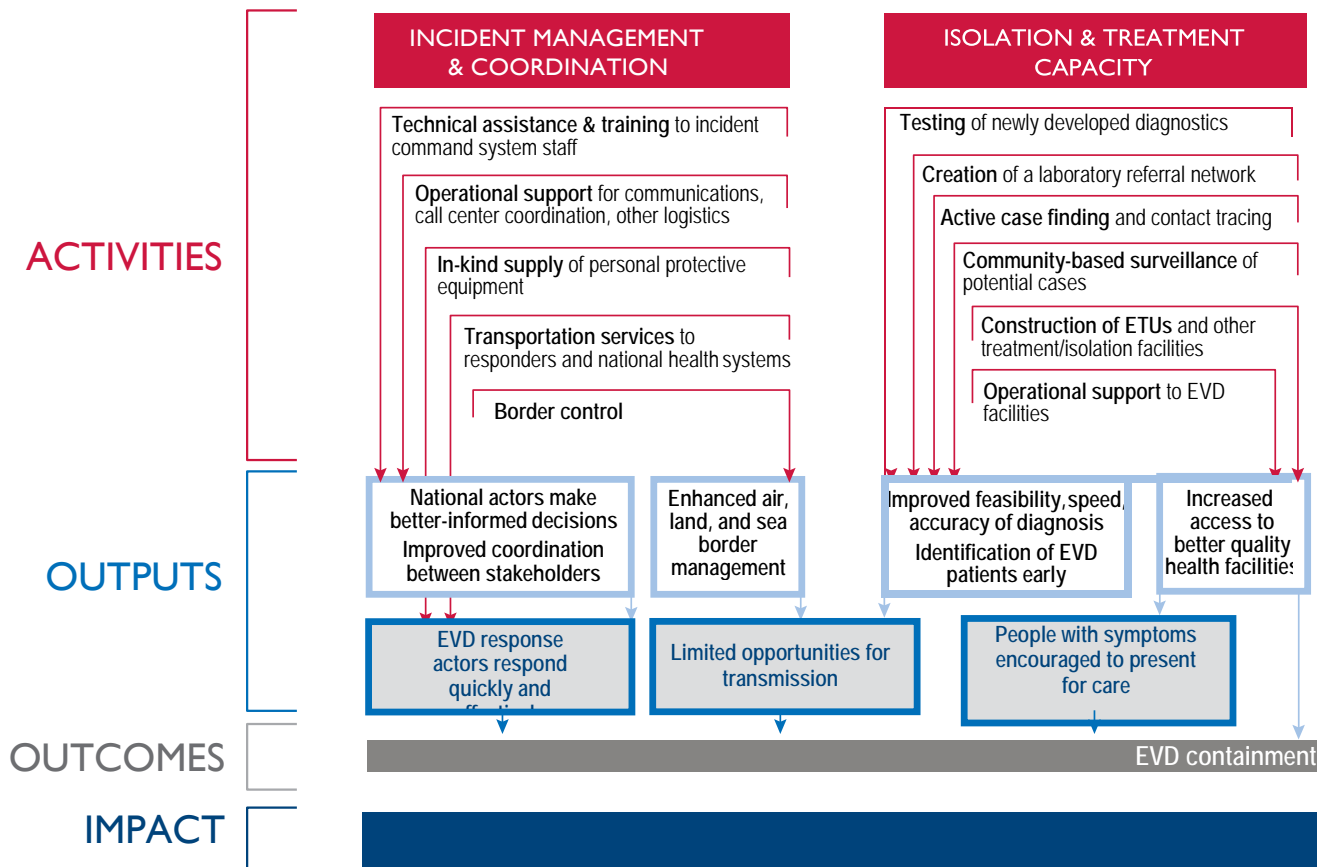 INCIDENT MANAGEMENT
& COORDINATION
ISOLATION & TREATMENT
CAPACITY
ACTIVITIES
Technical assistance & training to incident
command system staff
Operational support for communications,
call center coordination, other logistics
In-kind supply of personal protective
equipment
Transportation services to
responders and national health systems
Border control
Testing of newly developed diagnostics
Creation of a laboratory referral network
Active case finding and contact tracing
Community-based surveillance of
potential cases
Construction of ETUs and other
treatment/isolation facilities
Operational support to EVD
facilities
OUTPUTS
National actors make
better-informed decisions
Improved coordination
between stakeholders
Enhanced air,
land, and sea
border
management
Improved feasibility, speed,
accuracy of diagnosis
Identification of EVD
patients early
Increased
access to
better quality
health facilities
EVD response
actors respond
quickly and
Limited opportunities for
transmission
People with symptoms
encouraged to present
for care
OUTCOMES
EVD containment
IMPACT